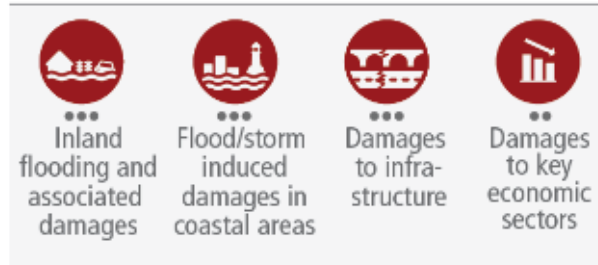 Inland
flooding and
associated
damages
Flood/storm
induced
damages in
coastal areas
Damages
to infra-
structure
Damages
to key
economic
sectors